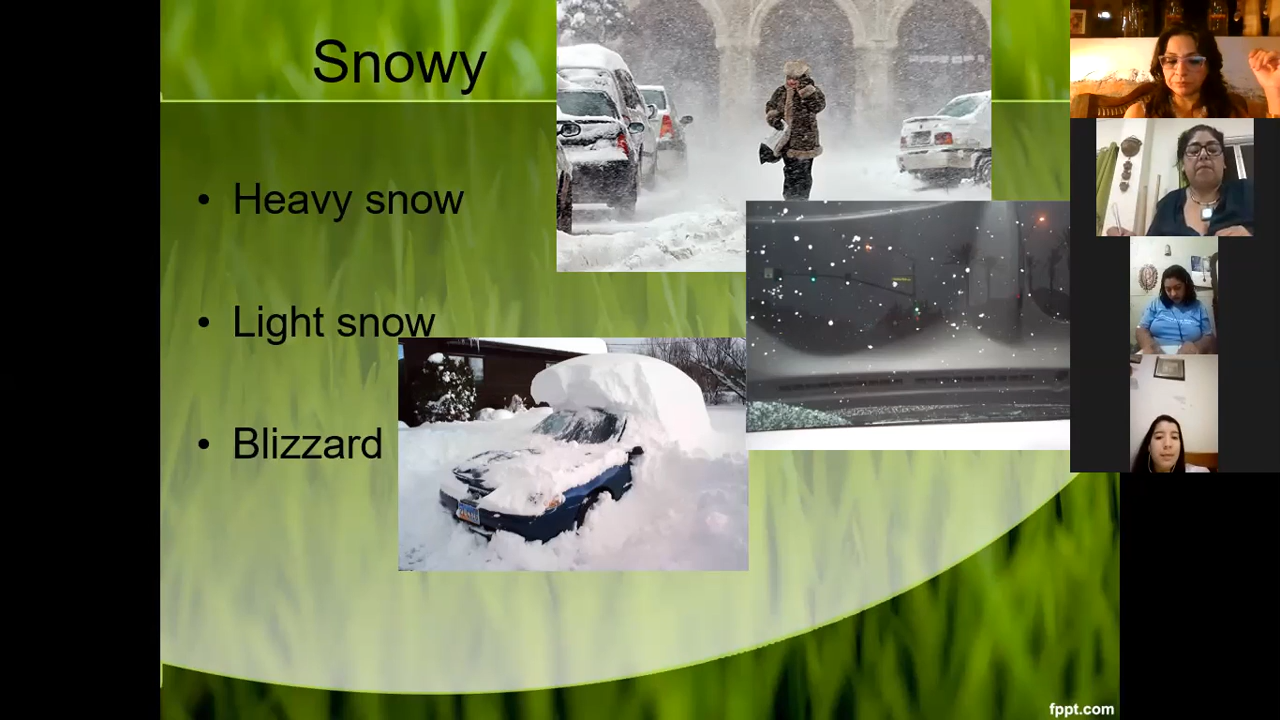 Snowy
• Heavy snow
• Light snow
• Blizzard
fppt.com